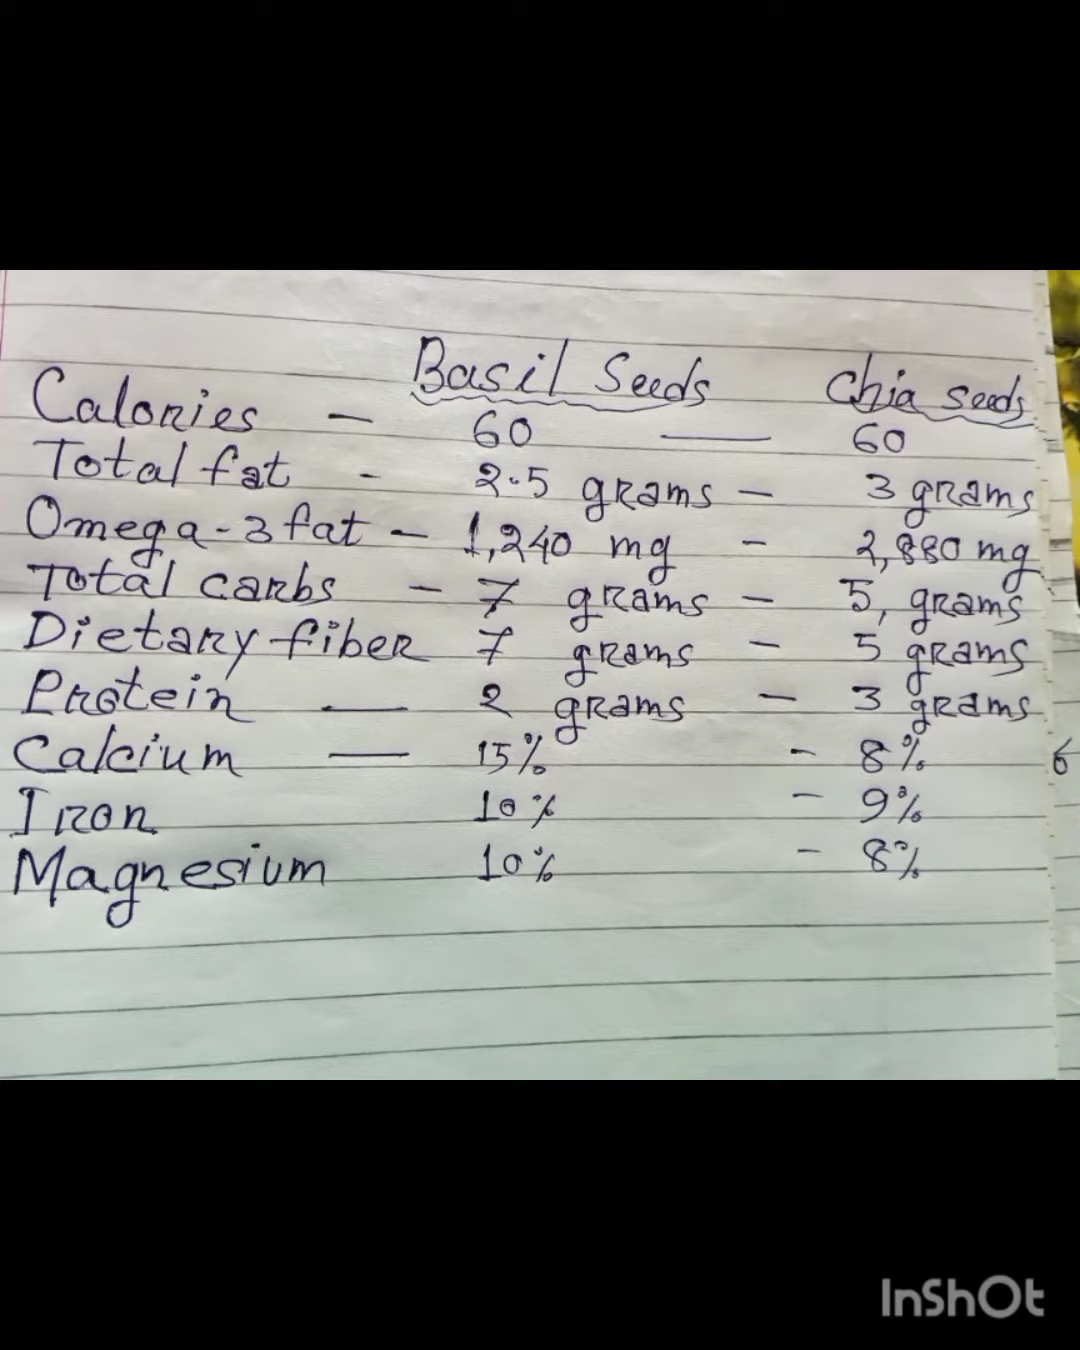 Basil Seeds Chia seeds
Calories — 60 — 60
Total fat - 2.5 grams - 3 grams
Omega-3 fat - 1,240 mg - 2,880 mg
Total carbs - 7 grams - 5, grams
Dietary fiber 7 grams - 5 grams
Protein — 2 grams - 3 grams
Calcium — 15% - 8%
6
Iron 10% - 9%
Magnesium 10% - 8%
InShOt